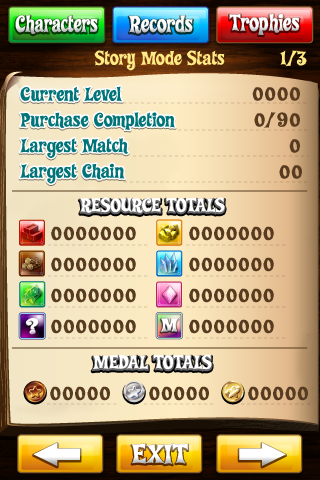 Characters Records Trophies
Story Mode Stats 1/3
Current Level 0000
Purchase Completion 0/90
Largest Match 0
Largest Chain 00
RESOURCE TOTALS
0000000 0000000
0000000 0000000
0000000 0000000
? 0000000 M 0000000
MEDAL TOTALS
00000 00000 00000
EXIT